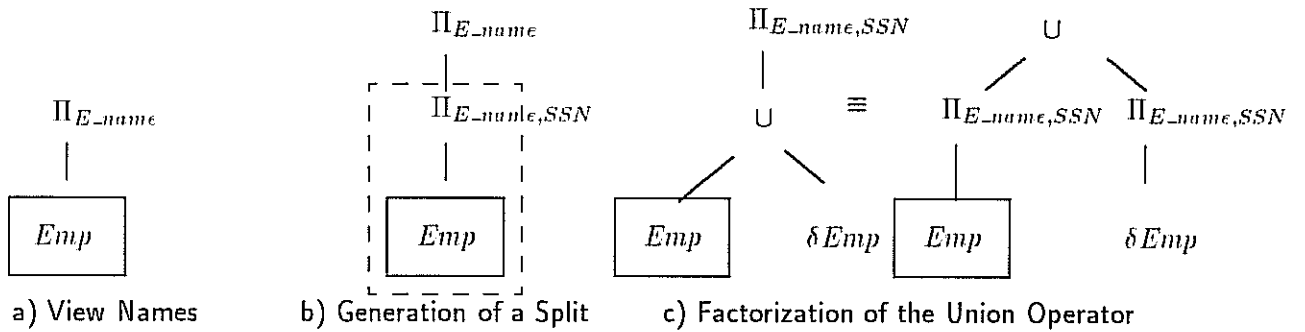 Π_{E_name}
Emp
a) View Names
Π_{E_name}
Π_{E_name,SSN}
Emp
b) Generation of a Split
Π_{E_name,SSN}
∪
Emp
δEmp
≡
∪
Π_{E_name,SSN}
Π_{E_name,SSN}
Emp
δEmp
c) Factorization of the Union Operator